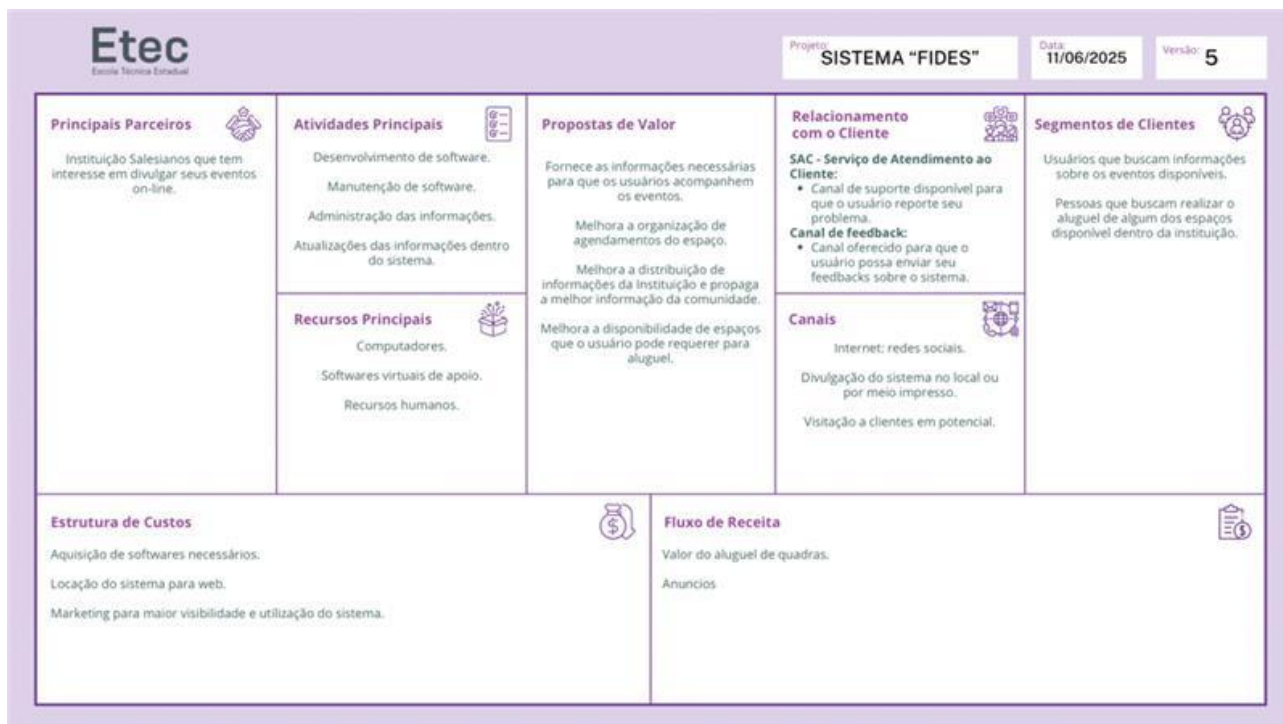 Etec
Escola Técnica Estadual
Projeto:
SISTEMA “FIDES”
Data:
11/06/2025
Versão:
5
Principais Parceiros
Instituição Salesianos que tem
interesse em divulgar seus eventos
on-line.
Atividades Principais
Desenvolvimento de software.
Manutenção de software.
Administração das informações.
Atualizações das informações dentro
do sistema.
Recursos Principais
Computadores.
Softwares virtuais de apoio.
Recursos humanos.
Propostas de Valor
Fornece as informações necessárias
para que os usuários acompanhem
os eventos.
Melhora a organização de
agendamentos do espaço.
Melhora a distribuição de
informações da Instituição e propaga
a melhor informação da comunidade.
Melhora a disponibilidade de espaços
que o usuário pode requerer para
aluguel.
Relacionamento
com o Cliente
SAC - Serviço de Atendimento ao
Cliente:
• Canal de suporte disponível para
que o usuário reporte seu
problema.
Canal de feedback:
• Canal oferecido para que o
usuário possa enviar seu
feedbacks sobre o sistema.
Canais
Internet: redes sociais.
Divulgação do sistema no local ou
por meio impresso.
Visitação a clientes em potencial.
Segmentos de Clientes
Usuários que buscam informações
sobre os eventos disponíveis.
Pessoas que buscam realizar o
aluguel de algum dos espaços
disponível dentro da instituição.
Estrutura de Custos
Aquisição de softwares necessários.
Locação do sistema para web.
Marketing para maior visibilidade e utilização do sistema.
Fluxo de Receita
Valor do aluguel de quadras.
Anuncios